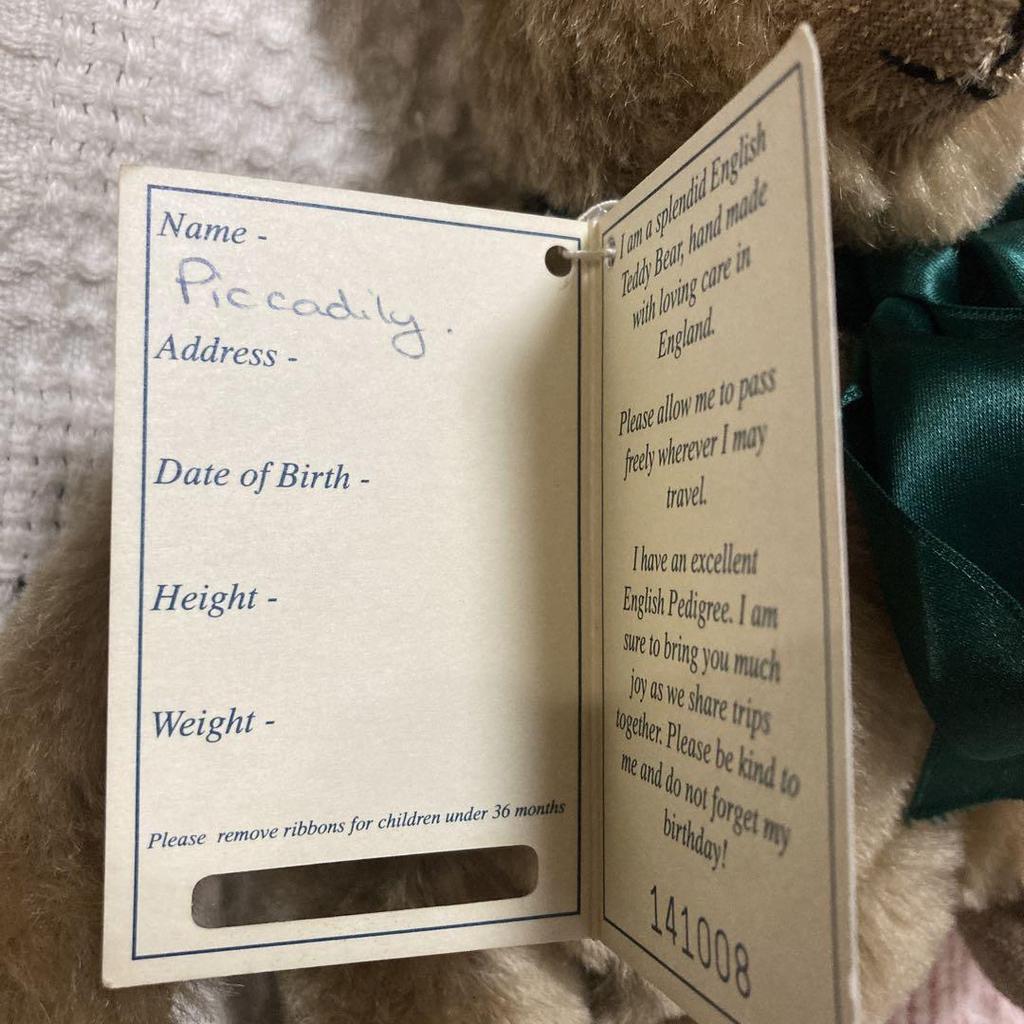 Name -
Piccadily.
Address -
Date of Birth -
Height -
Weight -
Please remove ribbons for children under 36 months
I am a splendid English
Teddy Bear, hand made
with loving care in
England.
Please allow me to pass
freely wherever I may
travel.
I have an excellent
English Pedigree. I am
sure to bring you much
joy as we share trips
together. Please be kind to
me and do not forget my
birthday!
141008